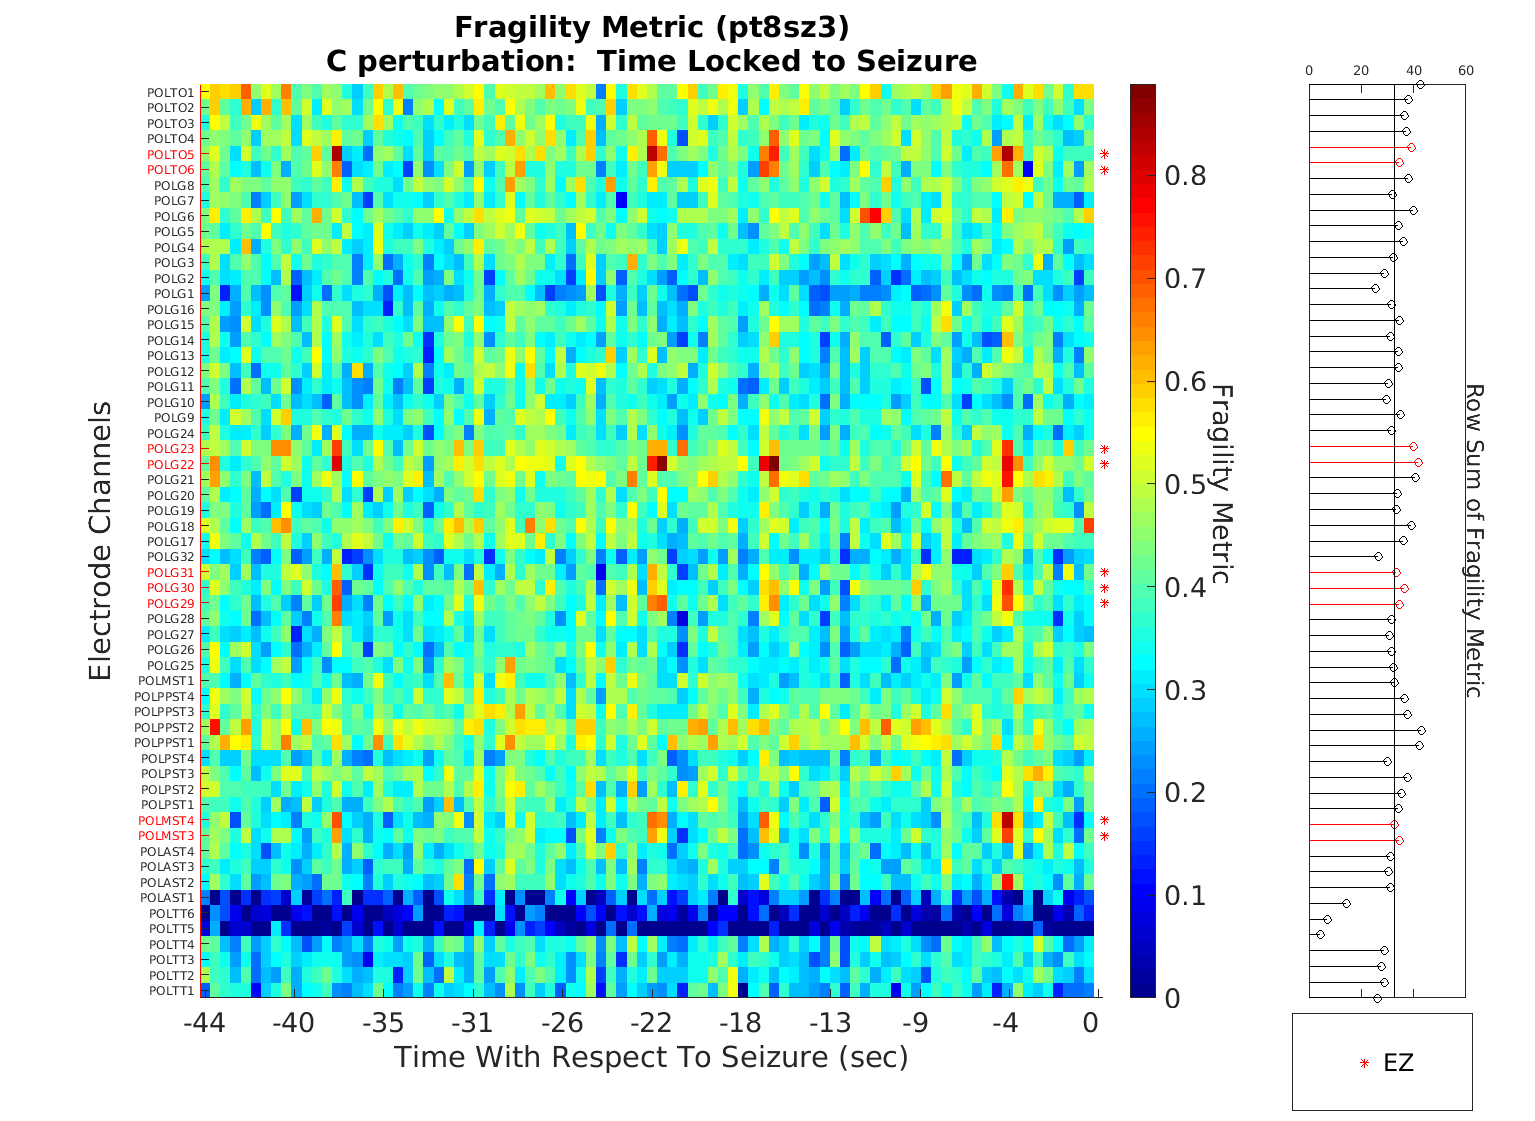 Fragility Metric (pt8sz3)
C perturbation:  Time Locked to Seizure
Electrode Channels
POLTO1
POLTO2
POLTO3
POLTO4
POLTO5
POLTO6
POLG8
POLG7
POLG6
POLG5
POLG4
POLG3
POLG2
POLG1
POLG16
POLG15
POLG14
POLG13
POLG12
POLG11
POLG10
POLG9
POLG24
POLG23
POLG22
POLG21
POLG20
POLG19
POLG18
POLG17
POLG32
POLG31
POLG30
POLG29
POLG28
POLG27
POLG26
POLG25
POLMST1
POLPPST4
POLPPST3
POLPPST2
POLPPST1
POLPST4
POLPST3
POLPST2
POLPST1
POLMST4
POLMST3
POLAST4
POLAST3
POLAST2
POLAST1
POLTT6
POLTT5
POLTT4
POLTT3
POLTT2
POLTT1
-44 -40 -35 -31 -26 -22 -18 -13 -9 -4 0
Time With Respect To Seizure (sec)
0.8
0.7
0.6
0.5
0.4
0.3
0.2
0.1
0
Fragility Metric
0 20 40 60
Row Sum of Fragility Metric
EZ